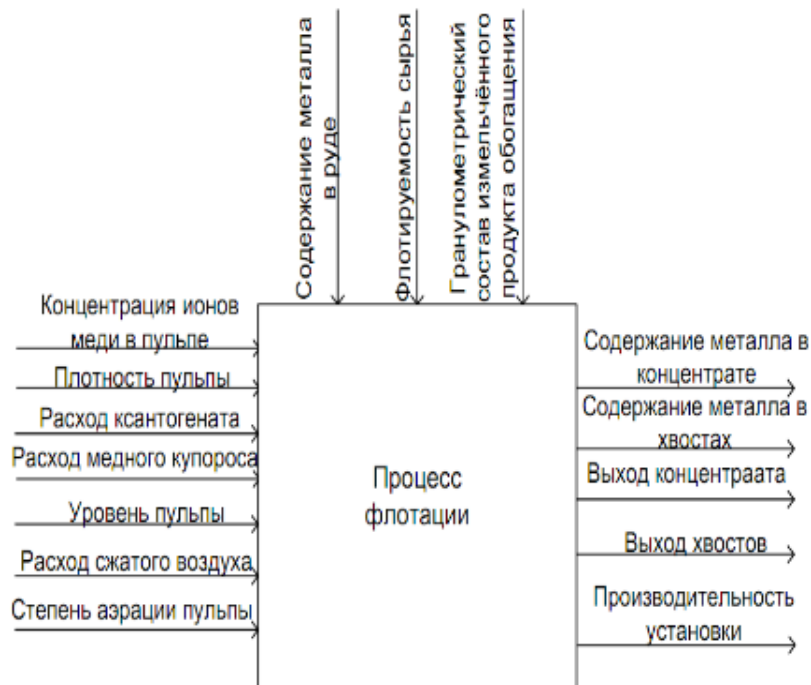 Содержание металла
в руде
Флотируемость сырья
Гранулометрический
состав измельчённого
продукта обогащения
Концентрация ионов
меди в пульпе
Плотность пульпы
Расход ксантогената
Расход медного купороса
Уровень пульпы
Расход сжатого воздуха
Степень аэрации пульпы
Процесс
флотации
Содержание металла в
концентрате
Содержание металла в
хвостах
Выход концентраата
Выход хвостов
Производительность
установки